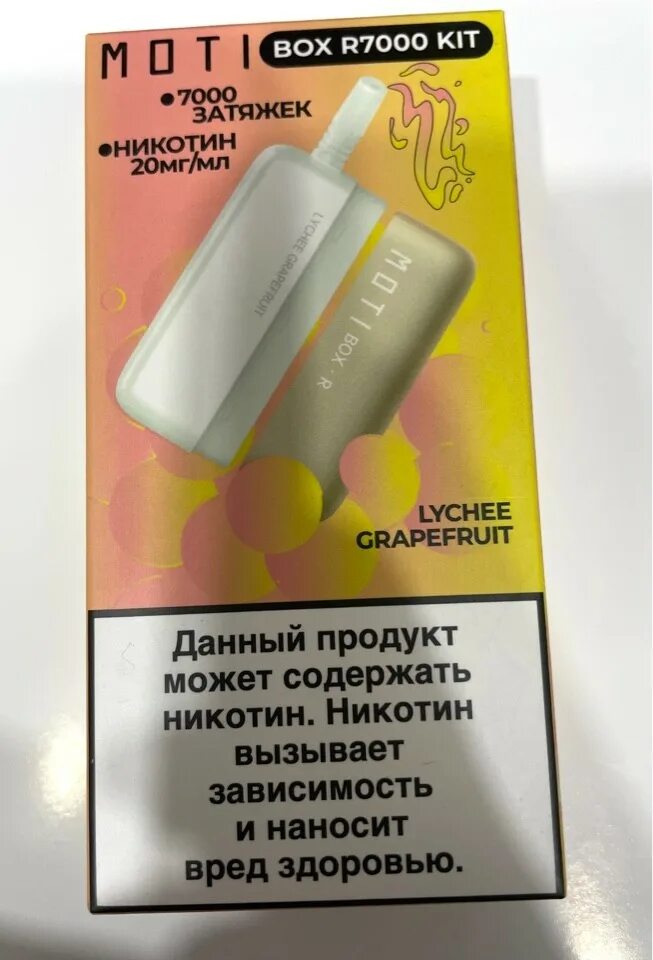 MOTI BOX R7000 KIT
•7000
ЗАТЯЖЕК
•НИКОТИН
20мг/мл
LYCHEE GRAPEFRUIT
MOTI BOX · R
LYCHEE
GRAPEFRUIT
Данный продукт
может содержать
никотин. Никотин
вызывает
зависимость
и наносит
вред здоровью.